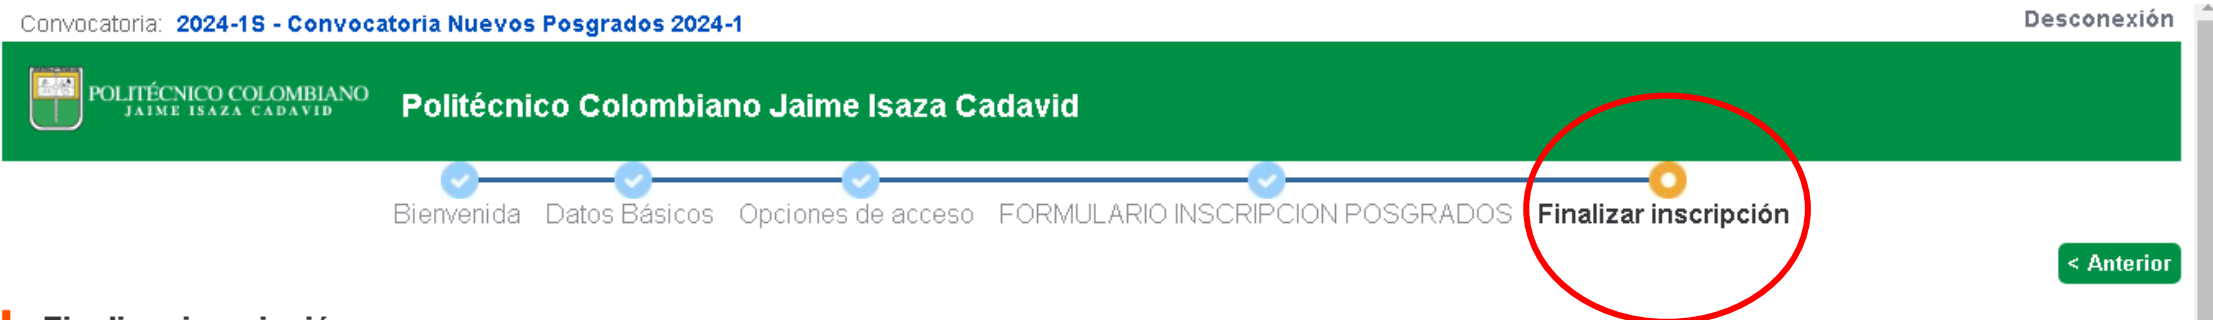 Convocatoria: 2024-1S - Convocatoria Nuevos Posgrados 2024-1
Desconexión
POLITÉCNICO COLOMBIANO
JAIME ISAZA CADAVID
Politécnico Colombiano Jaime Isaza Cadavid
Bienvenida Datos Básicos Opciones de acceso FORMULARIO INSCRIPCION POSGRADOS Finalizar inscripción
< Anterior